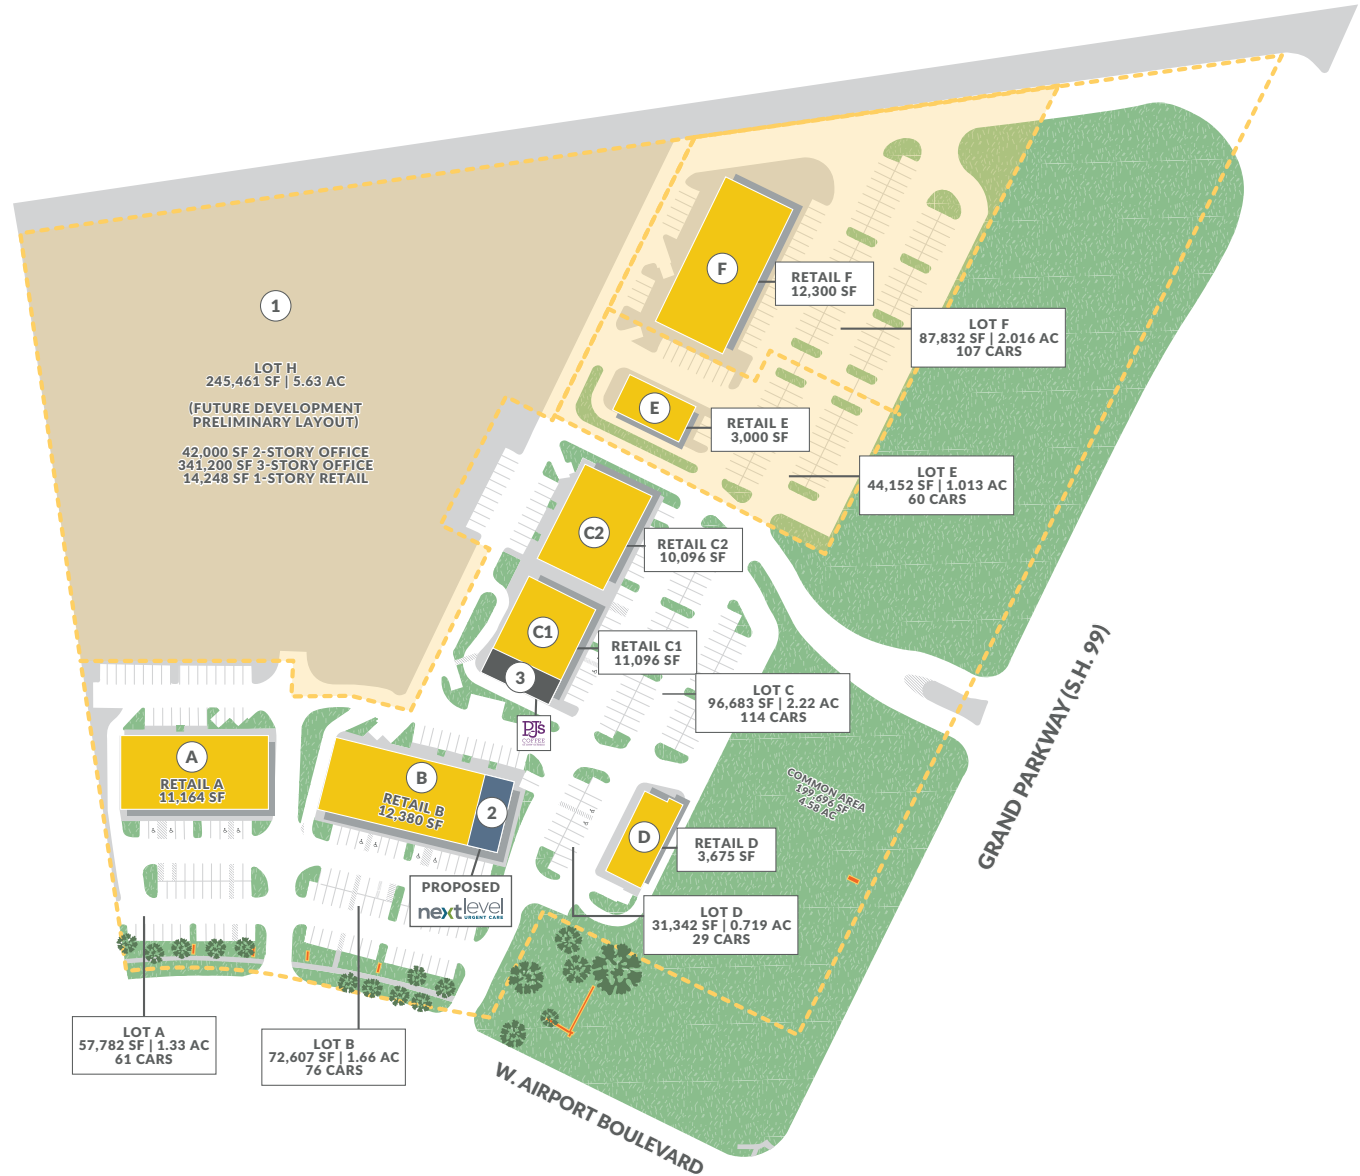 F
RETAIL F
12,300 SF
1
LOT F
87,832 SF | 2.016 AC
107 CARS
LOT H
245,461 SF | 5.63 AC
(FUTURE DEVELOPMENT
PRELIMINARY LAYOUT)
42,000 SF 2-STORY OFFICE
341,200 SF 3-STORY OFFICE
14,248 SF 1-STORY RETAIL
E
RETAIL E
3,000 SF
LOT E
44,152 SF | 1.013 AC
60 CARS
C2
RETAIL C2
10,096 SF
C1
RETAIL C1
11,096 SF
3
LOT C
96,683 SF | 2.22 AC
114 CARS
PJ's
COFFEE
GRAND PARKWAY (S.H. 99)
A
RETAIL A
11,164 SF
B
RETAIL B
12,380 SF
2
COMMON AREA
199,696 SF
4.58 AC
D
RETAIL D
3,675 SF
PROPOSED
next level
URGENT CARE
LOT D
31,342 SF | 0.719 AC
29 CARS
LOT A
57,782 SF | 1.33 AC
61 CARS
LOT B
72,607 SF | 1.66 AC
76 CARS
W. AIRPORT BOULEVARD